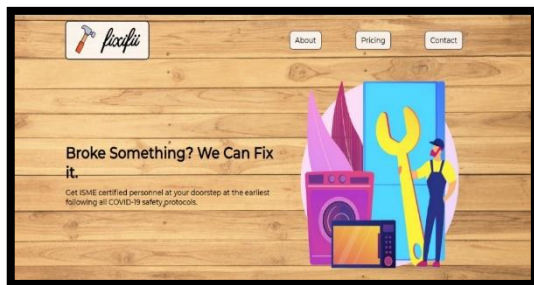 fixifii
About
Pricing
Contact
Broke Something? We Can Fix
it.
Get ISME certified personnel at your doorstep at the earliest
following all COVID-19 safety protocols.